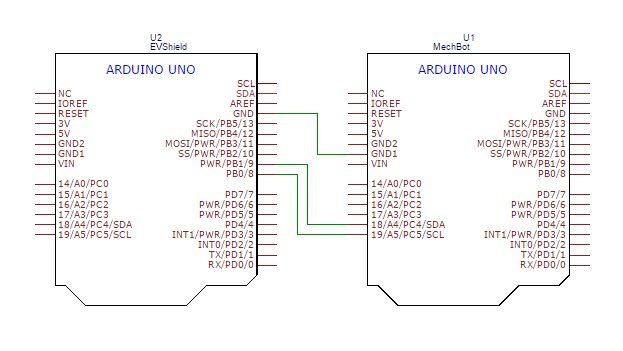 U2
EVShield
ARDUINO UNO
SCL
NC
SDA
IOREF
AREF
RESET
GND
3V
SCK/PB5/13
5V
MISO/PB4/12
GND2
MOSI/PWR/PB3/11
GND1
SS/PWR/PB2/10
VIN
PWR/PB1/9
PB0/8
14/A0/PC0
15/A1/PC1
PD7/7
16/A2/PC2
PWR/PD6/6
17/A3/PC3
PWR/PD5/5
18/A4/PC4/SDA
PD4/4
19/A5/PC5/SCL
INT1/PWR/PD3/3
INT0/PD2/2
TX/PD1/1
RX/PD0/0
U1
MechBot
ARDUINO UNO
SCL
NC
SDA
IOREF
AREF
RESET
GND
3V
SCK/PB5/13
5V
MISO/PB4/12
GND2
MOSI/PWR/PB3/11
GND1
SS/PWR/PB2/10
VIN
PWR/PB1/9
PB0/8
14/A0/PC0
15/A1/PC1
PD7/7
16/A2/PC2
PWR/PD6/6
17/A3/PC3
PWR/PD5/5
18/A4/PC4/SDA
PD4/4
19/A5/PC5/SCL
INT1/PWR/PD3/3
INT0/PD2/2
TX/PD1/1
RX/PD0/0